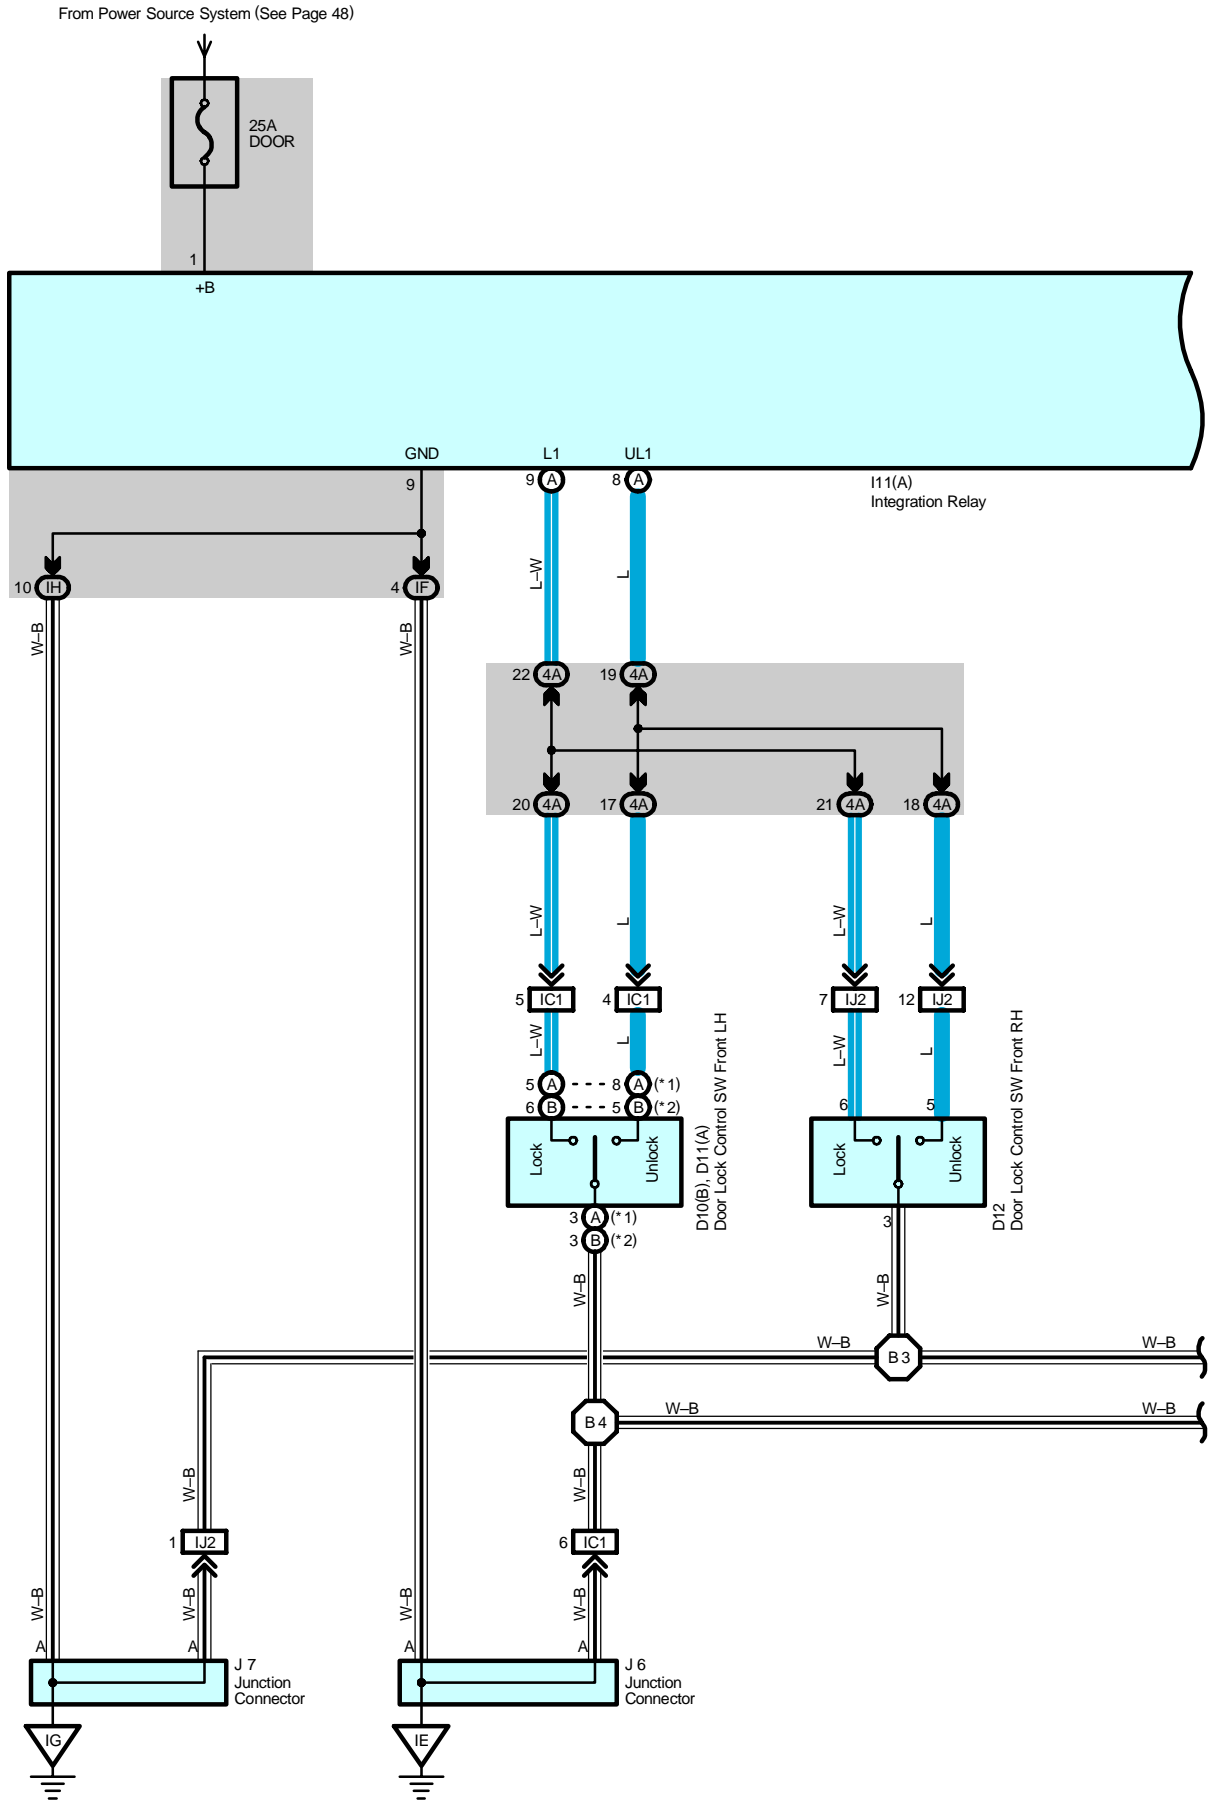 From Power Source System (See Page 48)
25A
DOOR
1
+B
GND
L1
UL1
9
9 A
8 A
I11(A)
Integration Relay
L–W
L
10 IH
4 IF
W–B
W–B
22 4A
19 4A
20 4A
17 4A
21 4A
18 4A
L–W
L
L–W
L
5 IC1
4 IC1
7 IJ2
12 IJ2
L–W
L
L–W
L
5 A
8 A (*1)
6 B
5 B (*2)
6
5
Lock
Unlock
D10(B), D11(A)
Door Lock Control SW Front LH
Lock
Unlock
D12
Door Lock Control SW Front RH
3 A (*1)
3 B (*2)
3
W–B
W–B
W–B
B 3
W–B
B 4
W–B
W–B
W–B
W–B
1 IJ2
6 IC1
W–B
W–B
W–B
W–B
A
A
A
A
J 7
Junction
Connector
J 6
Junction
Connector
IG
IE